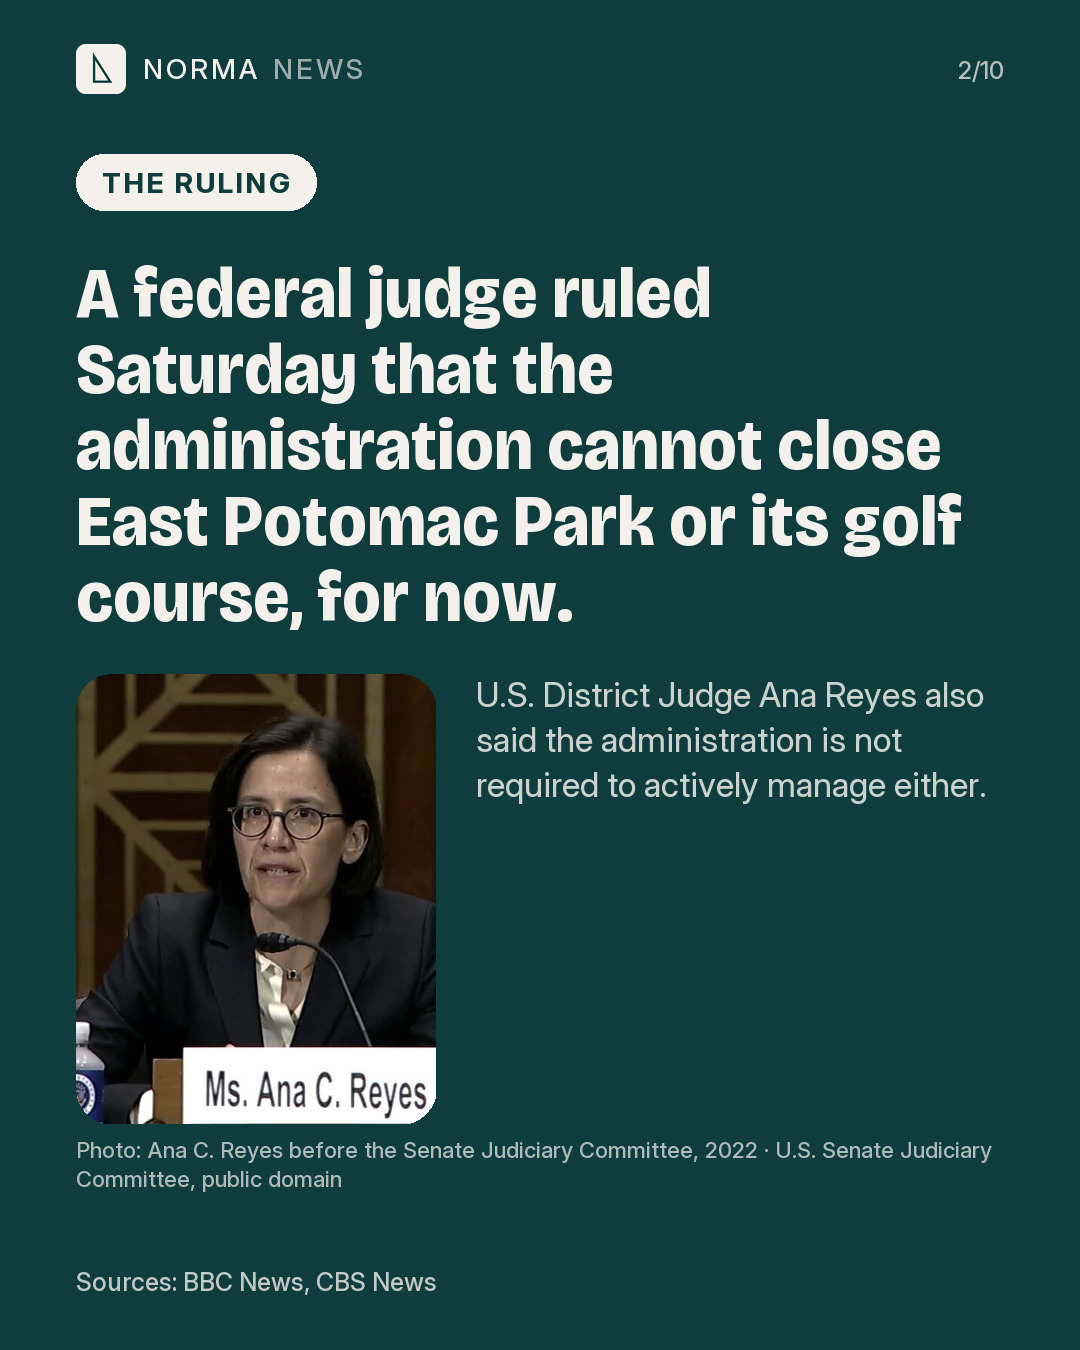 NORMA NEWS
2/10
THE RULING
A federal judge ruled
Saturday that the
administration cannot close
East Potomac Park or its golf
course, for now.
U.S. District Judge Ana Reyes also
said the administration is not
required to actively manage either.
Ms. Ana C. Reyes
Photo: Ana C. Reyes before the Senate Judiciary Committee, 2022 · U.S. Senate Judiciary
Committee, public domain
Sources: BBC News, CBS News